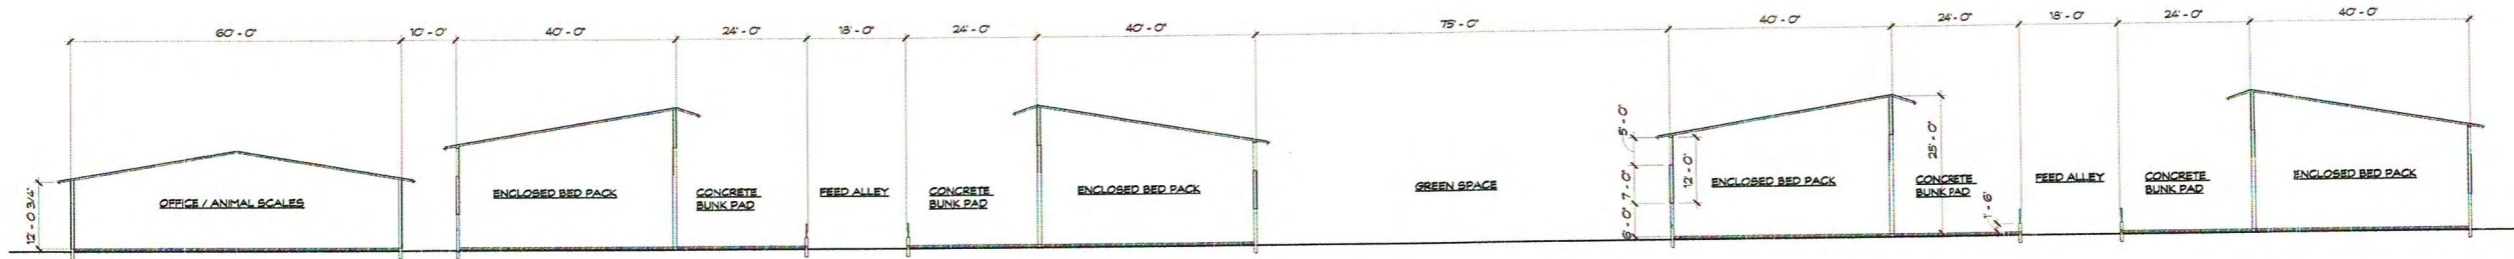 60'-0" 10'-0" 40'-0" 24'-0" 18'-0" 24'-0" 40'-0" 75'-0" 40'-0" 24'-0" 18'-0" 24'-0" 40'-0"
12'-0 3/4"
OFFICE / ANIMAL SCALES
ENCLOSED BED PACK
CONCRETE
BUNK PAD
FEED ALLEY
CONCRETE
BUNK PAD
ENCLOSED BED PACK
GREEN SPACE
5'-0"
7'-0"
6'-0"
12'-0"
ENCLOSED BED PACK
25'-0"
CONCRETE
BUNK PAD
1'-6"
FEED ALLEY
CONCRETE
BUNK PAD
ENCLOSED BED PACK